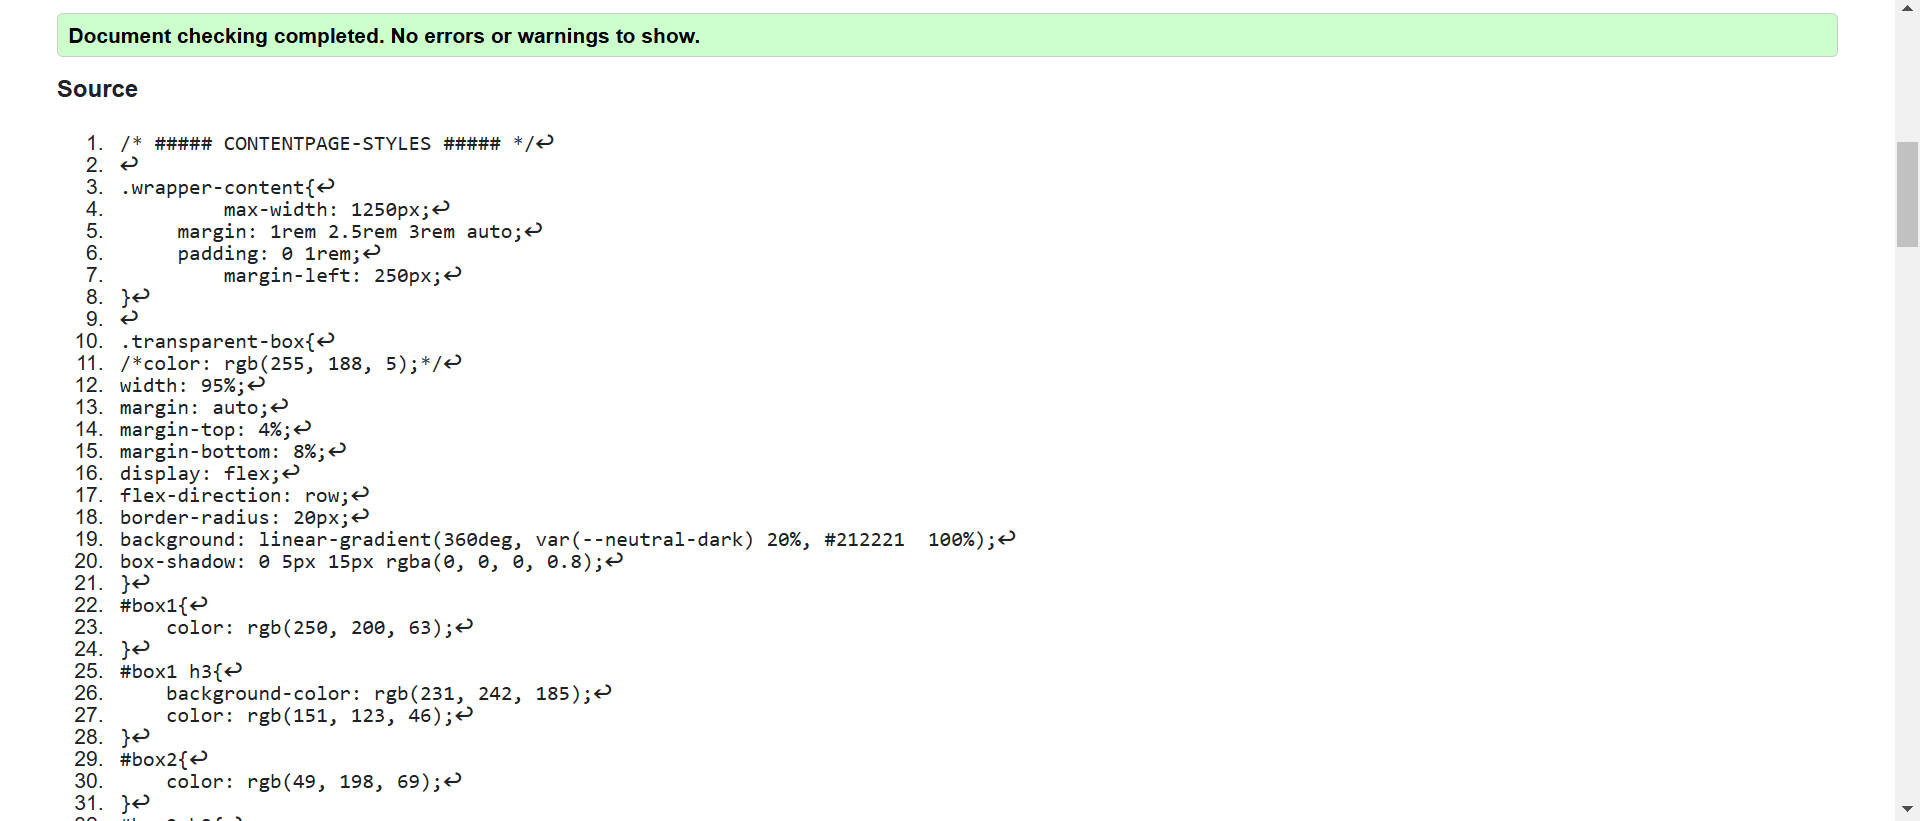 Document checking completed. No errors or warnings to show.
Source
1. /* ##### CONTENTPAGE-STYLES ##### */↩
2. ↩
3. .wrapper-content{↩
4. max-width: 1250px;↩
5. margin: 1rem 2.5rem 3rem auto;↩
6. padding: 0 1rem;↩
7. margin-left: 250px;↩
8. }↩
9. ↩
10. .transparent-box{↩
11. /*color: rgb(255, 188, 5);*/↩
12. width: 95%;↩
13. margin: auto;↩
14. margin-top: 4%;↩
15. margin-bottom: 8%;↩
16. display: flex;↩
17. flex-direction: row;↩
18. border-radius: 20px;↩
19. background: linear-gradient(360deg, var(--neutral-dark) 20%, #212221  100%);↩
20. box-shadow: 0 5px 15px rgba(0, 0, 0, 0.8);↩
21. }↩
22. #box1{↩
23. color: rgb(250, 200, 63);↩
24. }↩
25. #box1 h3{↩
26. background-color: rgb(231, 242, 185);↩
27. color: rgb(151, 123, 46);↩
28. }↩
29. #box2{↩
30. color: rgb(49, 198, 69);↩
31. }↩